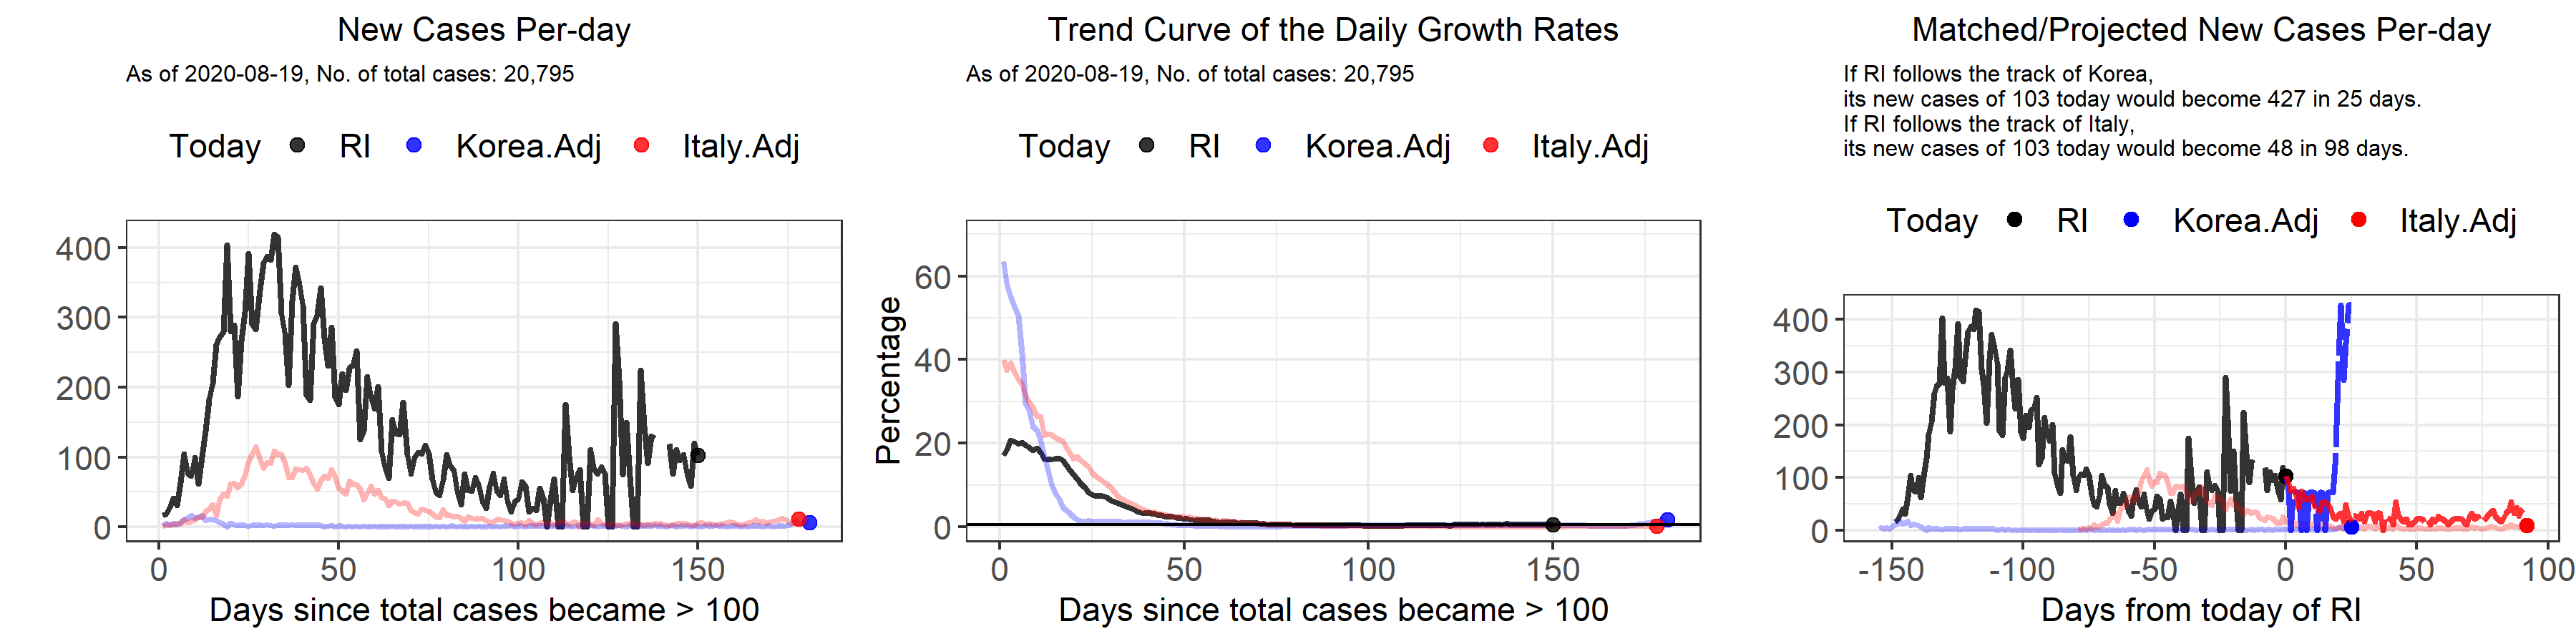 New Cases Per-day
As of 2020-08-19, No. of total cases: 20,795
Today RI Korea.Adj Italy.Adj
400
300
200
100
0
0 50 100 150
Days since total cases became > 100
Trend Curve of the Daily Growth Rates
As of 2020-08-19, No. of total cases: 20,795
Today RI Korea.Adj Italy.Adj
Percentage
60
40
20
0
0 50 100 150
Days since total cases became > 100
Matched/Projected New Cases Per-day
If RI follows the track of Korea,
its new cases of 103 today would become 427 in 25 days.
If RI follows the track of Italy,
its new cases of 103 today would become 48 in 98 days.
Today RI Korea.Adj Italy.Adj
400
300
200
100
0
-150 -100 -50 0 50 100
Days from today of RI